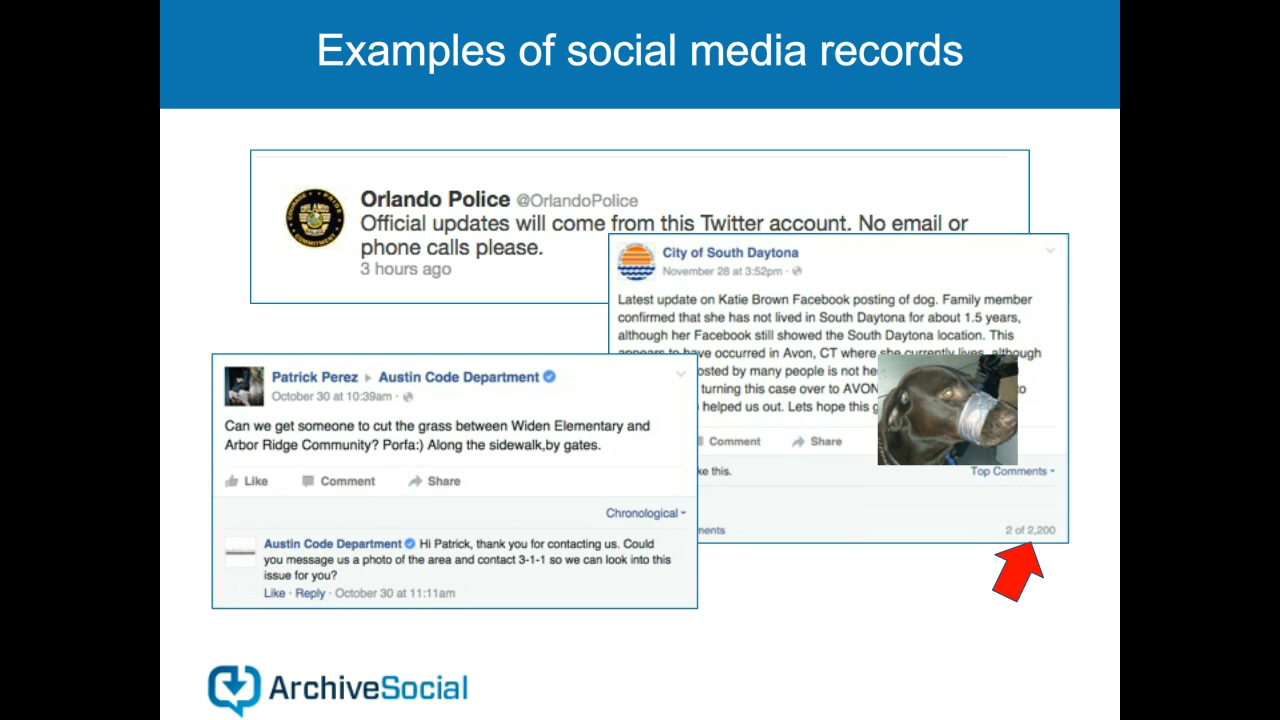 Examples of social media records
Orlando Police @OrlandoPolice
Official updates will come from this Twitter account. No email or
phone calls please.
3 hours ago
City of South Daytona
November 28 at 3:52pm ·
Latest update on Katie Brown Facebook posting of dog. Family member
confirmed that she has not lived in South Daytona for about 1.5 years,
although her Facebook still showed the South Daytona location. This
appears to have occurred in Avon, CT where she currently lives, although
osted by many people is not he
turning this case over to AVON to
helped us out. Lets hope this g
Comment Share
ke this. Top Comments
ments 2 of 2,200
Patrick Perez Austin Code Department
October 30 at 10:39am ·
Can we get someone to cut the grass between Widen Elementary and
Arbor Ridge Community? Porfa:) Along the sidewalk,by gates.
Like Comment Share
Chronological
Austin Code Department Hi Patrick, thank you for contacting us. Could
you message us a photo of the area and contact 3-1-1 so we can look into this
issue for you?
Like · Reply · October 30 at 11:11am
ArchiveSocial